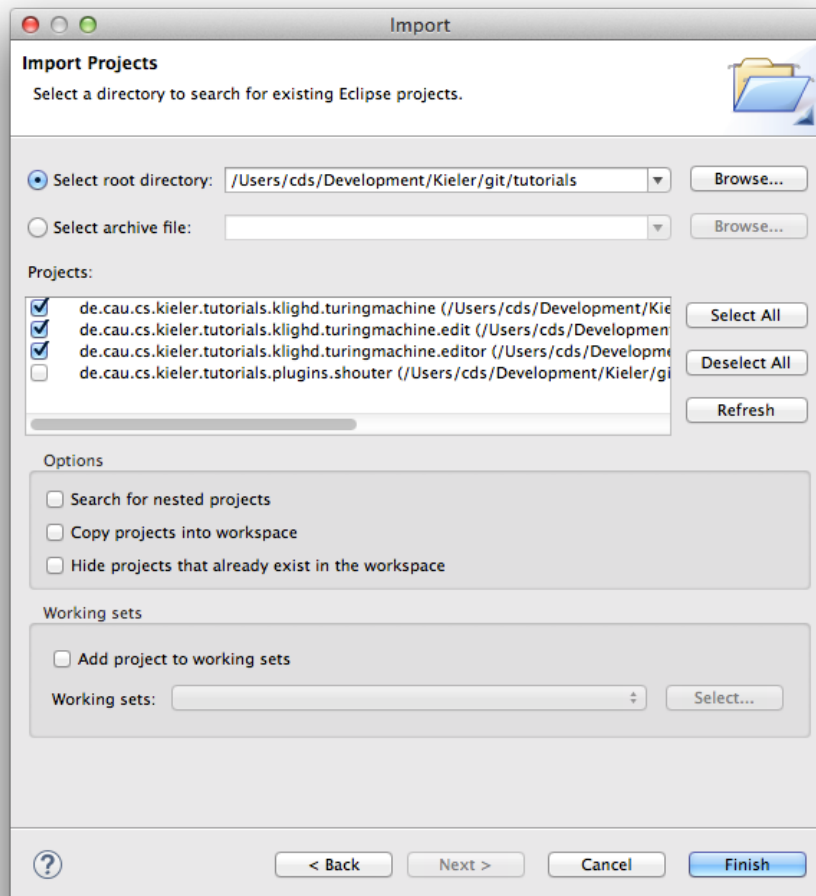 Import
Import Projects
Select a directory to search for existing Eclipse projects.
Select root directory: /Users/cds/Development/Kieler/git/tutorials Browse...
Select archive file: Browse...
Projects:
de.cau.cs.kieler.tutorials.klighd.turingmachine (/Users/cds/Development/Kie
de.cau.cs.kieler.tutorials.klighd.turingmachine.edit (/Users/cds/Development
de.cau.cs.kieler.tutorials.klighd.turingmachine.editor (/Users/cds/Developme
de.cau.cs.kieler.tutorials.plugins.shouter (/Users/cds/Development/Kieler/gi
Select All
Deselect All
Refresh
Options
Search for nested projects
Copy projects into workspace
Hide projects that already exist in the workspace
Working sets
Add project to working sets
Working sets: Select...
? < Back Next > Cancel Finish